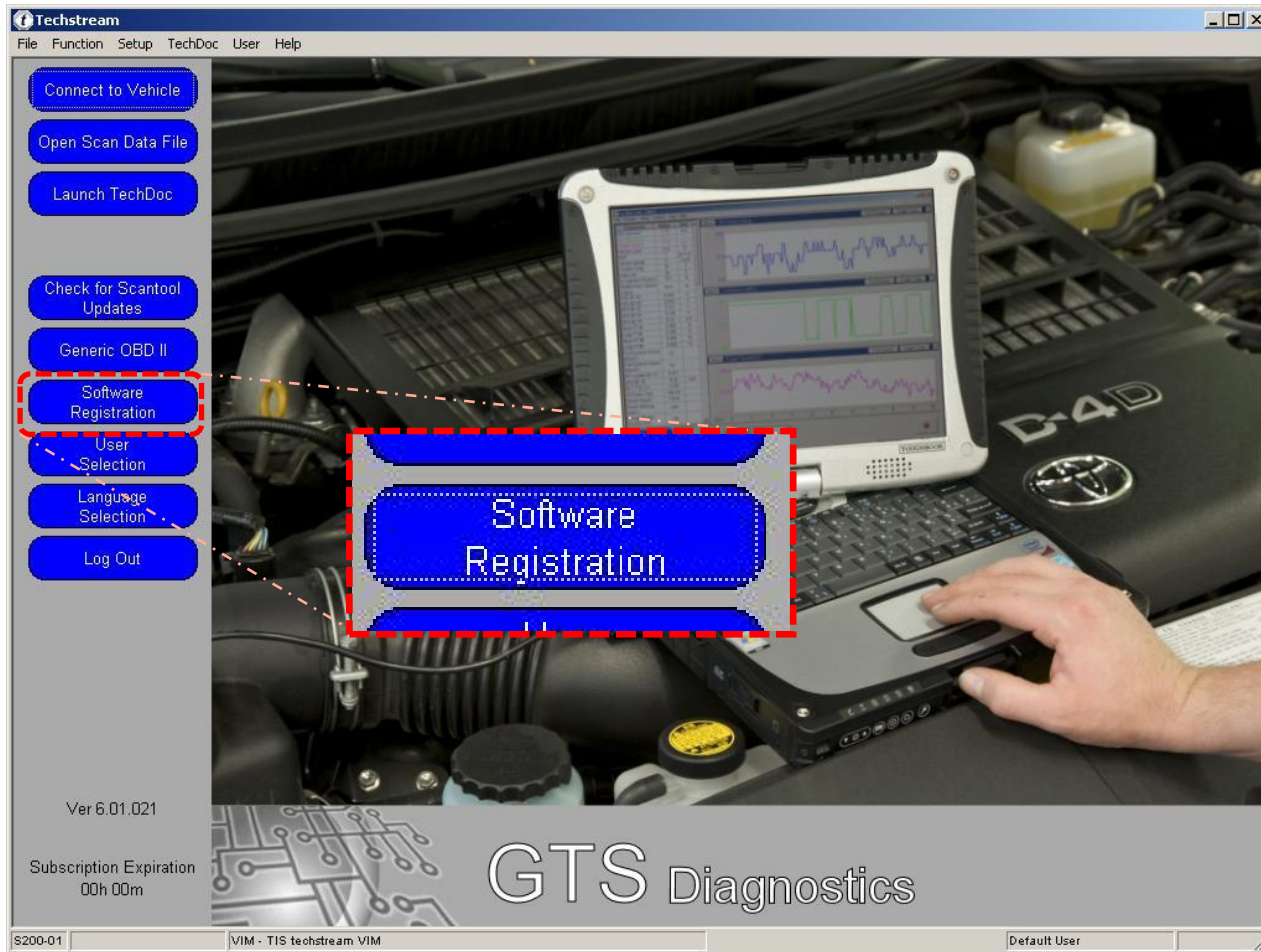 Techstream
File Function Setup TechDoc User Help
Connect to Vehicle
Open Scan Data File
Launch TechDoc
Check for Scantool
Updates
Generic OBD II
Software
Registration
User
Selection
Language
Selection
Log Out
Software
Registration
D-4D
TOUGHBOOK
Ver 6.01.021
Subscription Expiration
00h 00m
GTS Diagnostics
S200-01 VIM - TIS techstream VIM Default User